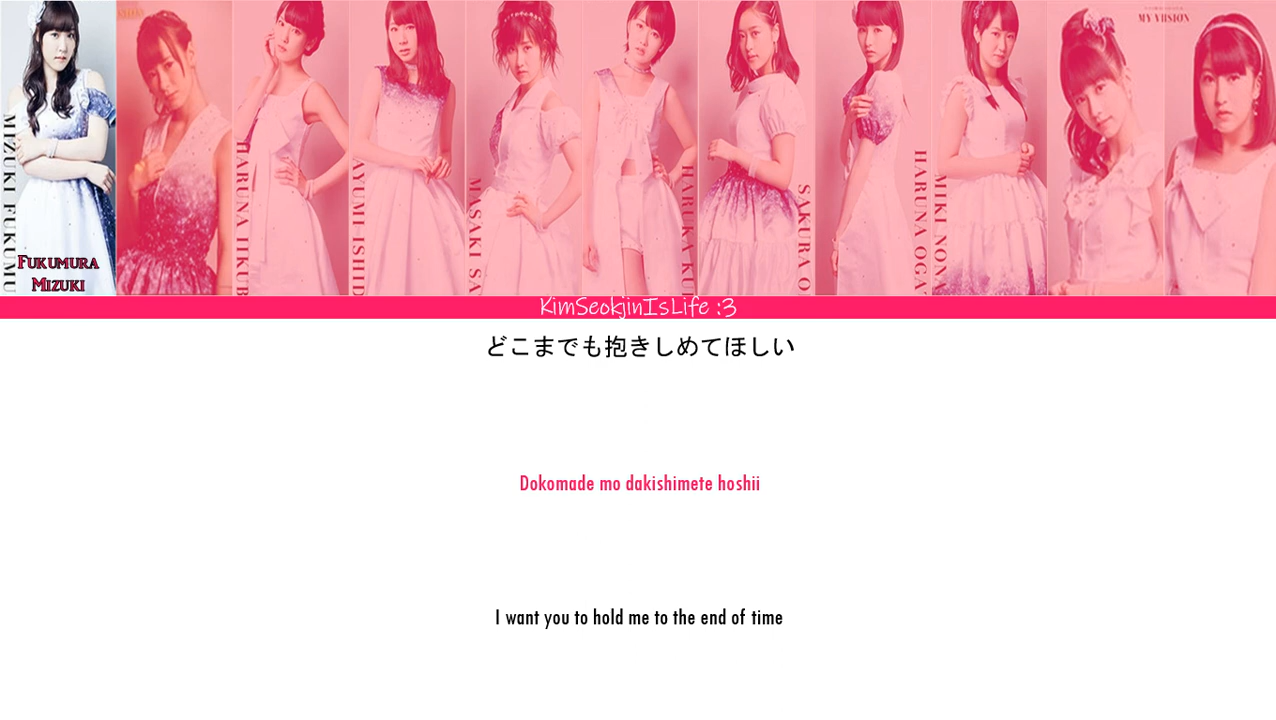 MY VISION
VISION
MIZUKI FUKUMU
HARUNA IIKUB
AYUMI ISHID
MASAKI SA
HARUKA KU
SAKURA O
HARUNA OGA
MIKI NONA
FUKUMURA
MIZUKI
KimSeokjinIsLife :3
どこまでも抱きしめてほしい
Dokomade mo dakishimete hoshii
I want you to hold me to the end of time